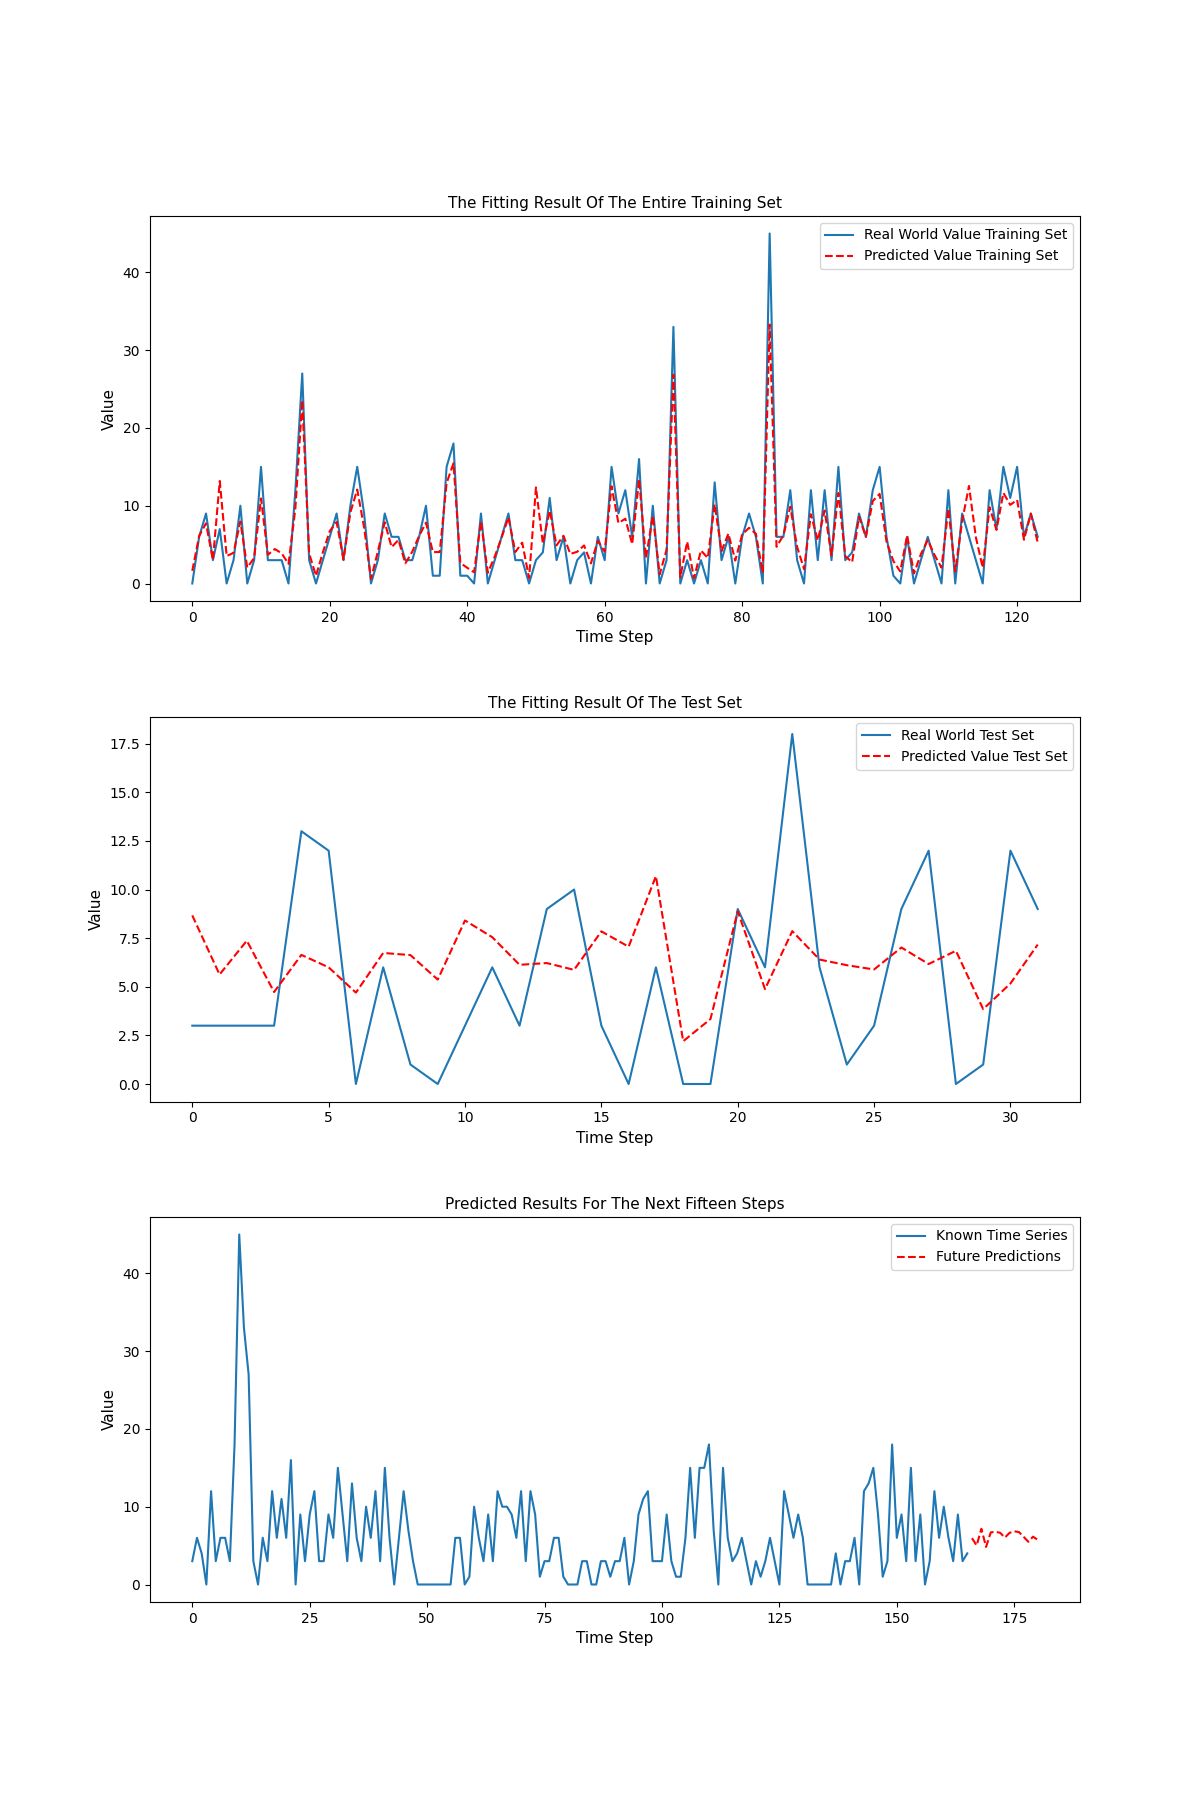 The Fitting Result Of The Entire Training Set
Real World Value Training Set
Predicted Value Training Set
Value
40
30
20
10
0
0 20 40 60 80 100 120
Time Step
The Fitting Result Of The Test Set
Real World Test Set
Predicted Value Test Set
Value
17.5
15.0
12.5
10.0
7.5
5.0
2.5
0.0
0 5 10 15 20 25 30
Time Step
Predicted Results For The Next Fifteen Steps
Known Time Series
Future Predictions
Value
40
30
20
10
0
0 25 50 75 100 125 150 175
Time Step